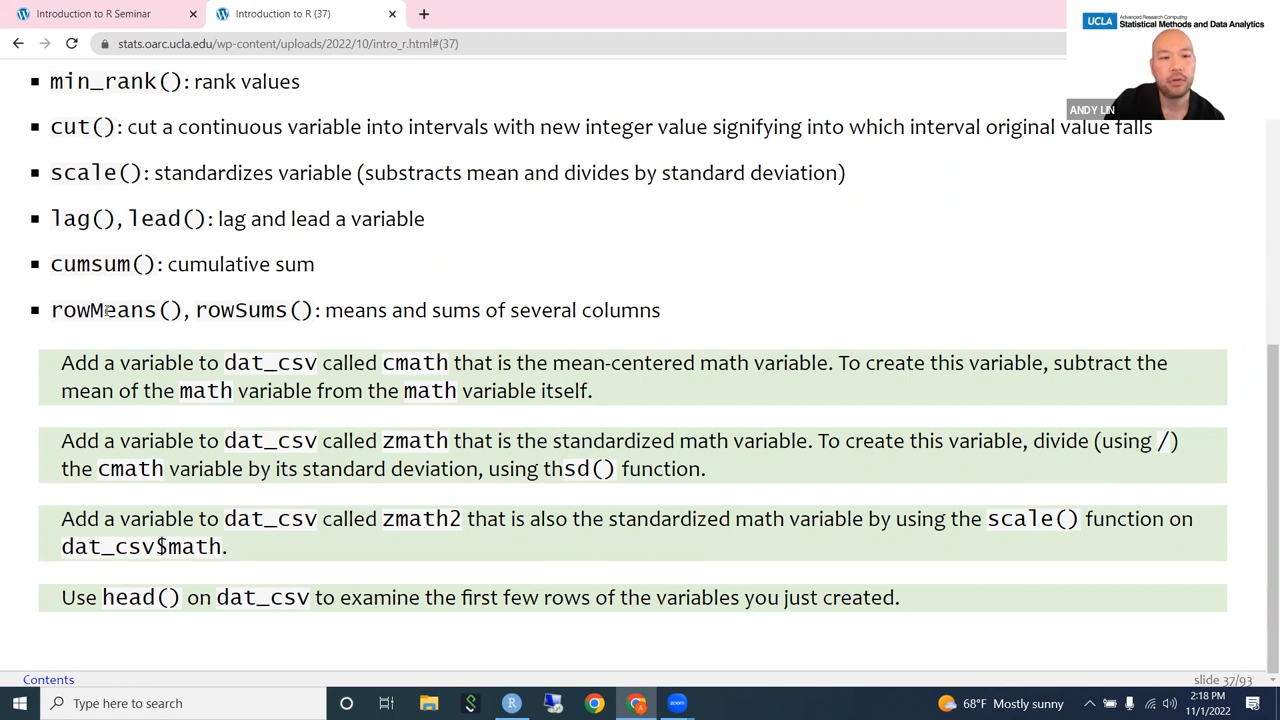 Introduction to R Seminar
Introduction to R (37)
stats.oarc.ucla.edu/wp-content/uploads/2022/10/intro_r.html#(37)
UCLA Advanced Research Computing
Statistical Methods and Data Analytics
ANDY LIN
min_rank(): rank values
cut(): cut a continuous variable into intervals with new integer value signifying into which interval original value falls
scale(): standardizes variable (substracts mean and divides by standard deviation)
lag(), lead(): lag and lead a variable
cumsum(): cumulative sum
rowMeans(), rowSums(): means and sums of several columns
Add a variable to dat_csv called cmath that is the mean-centered math variable. To create this variable, subtract the
mean of the math variable from the math variable itself.
Add a variable to dat_csv called zmath that is the standardized math variable. To create this variable, divide (using /)
the cmath variable by its standard deviation, using thsd() function.
Add a variable to dat_csv called zmath2 that is also the standardized math variable by using the scale() function on
dat_csv$math.
Use head() on dat_csv to examine the first few rows of the variables you just created.
Contents
slide 37/93
Type here to search
zoom
68°F Mostly sunny
2:18 PM
11/1/2022